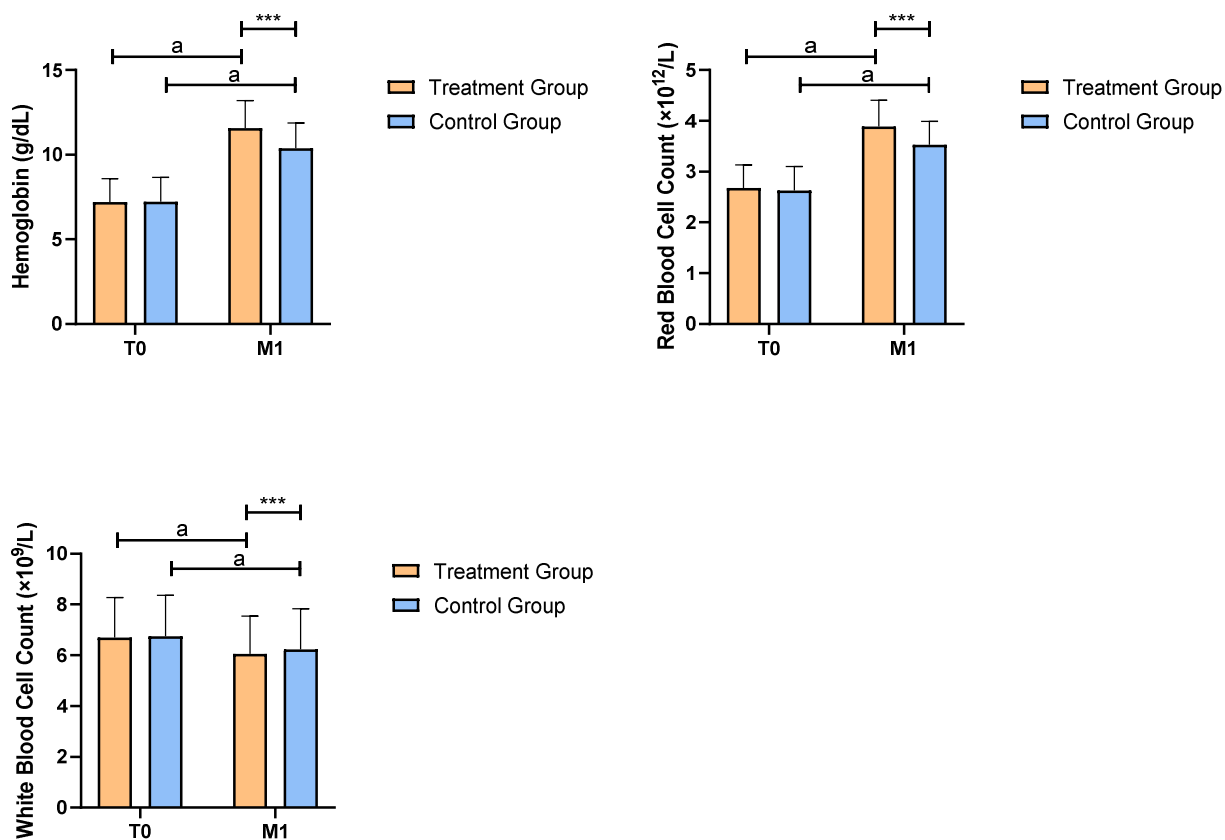 ***
a
a
15
10
5
0
Hemoglobin (g/dL)
T0
M1
Treatment Group
Control Group
***
a
a
5
4
3
2
1
0
Red Blood Cell Count (×10¹²/L)
T0
M1
Treatment Group
Control Group
***
a
a
10
8
6
4
2
0
White Blood Cell Count (×10⁹/L)
T0
M1
Treatment Group
Control Group